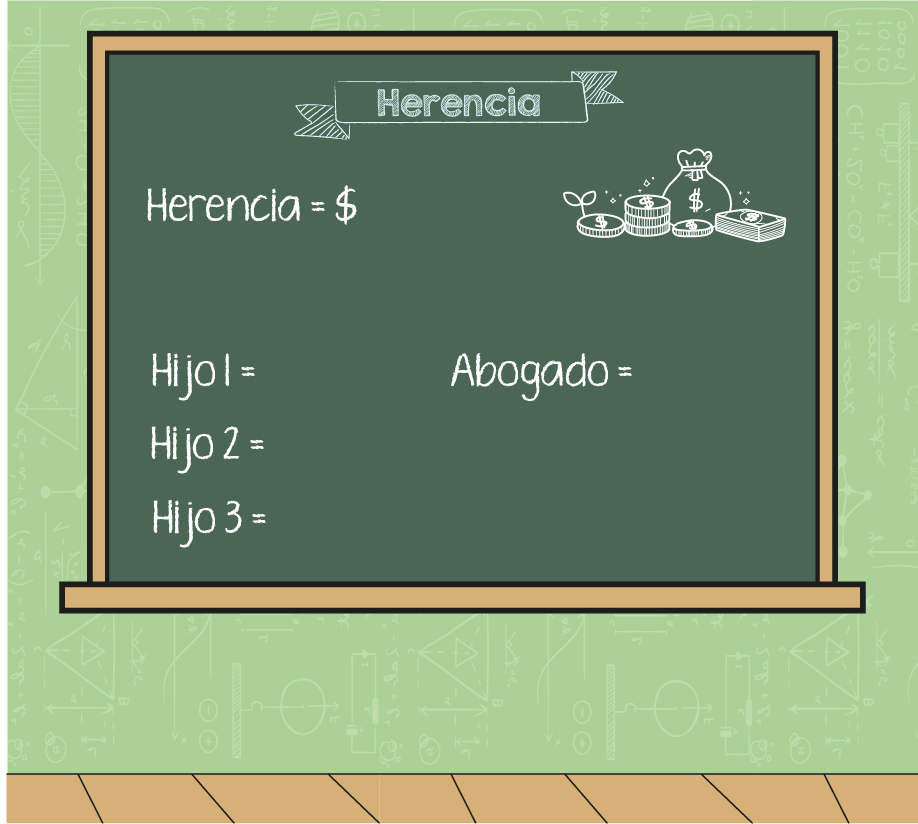 Herencia
Herencia = $
Hijo 1 =
Abogado =
Hijo 2 =
Hijo 3 =